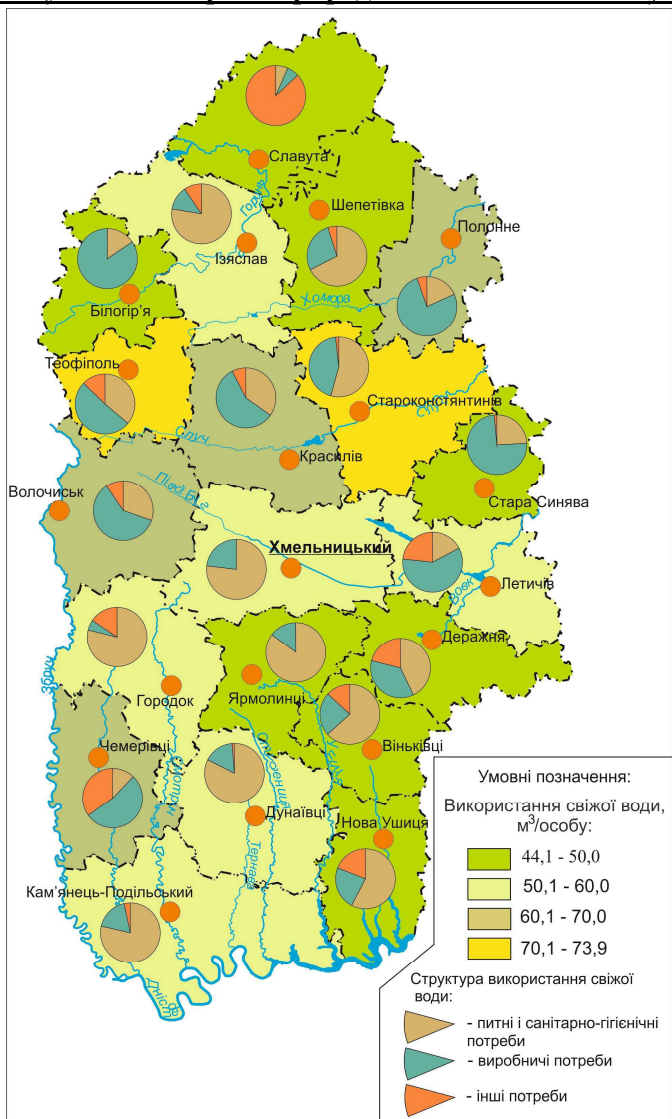 Славута
Горинь
Шепетівка
Полонне
Ізяслав
Хомора
Білогір'я
Теофіполь
Старокостянтинів
Случ
Случ
Красилів
Стара Синява
Волочиськ
Півд.Буг
Хмельницький
Летичів
Вовк
Деражня
Збруч
Ярмолинці
Городок
Віньківці
Чемерівці
Смотрич
Ушиця
Дунаївці
Нова Ушиця
Тернава
Кам'янець-Подільський
Дністер
Умовні позначення:
Використання свіжої води,
м³/особу:
44,1 - 50,0
50,1 - 60,0
60,1 - 70,0
70,1 - 73,9
Структура використання свіжої
води:
- питні і санітарно-гігієнічні
потреби
- виробничі потреби
- інші потреби